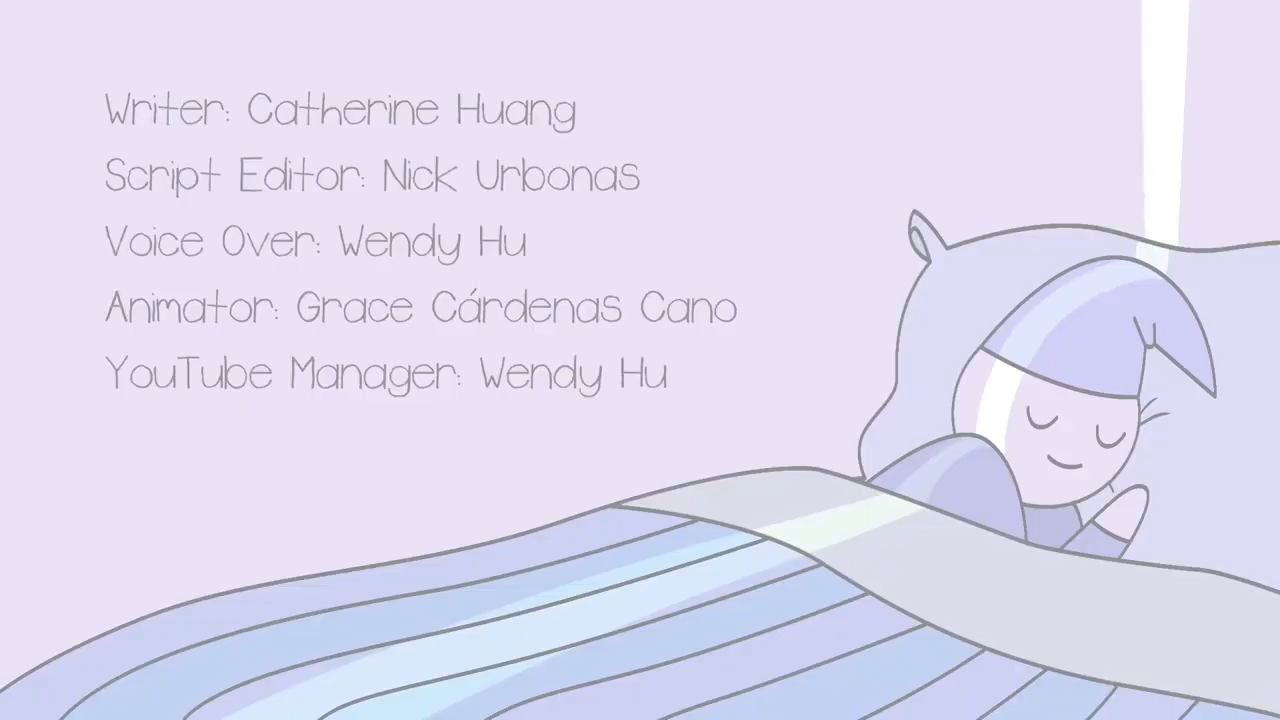 Writer: Catherine Huang
Script Editor: Nick Urbonas
Voice Over: Wendy Hu
Animator: Grace Cárdenas Cano
YouTube Manager: Wendy Hu